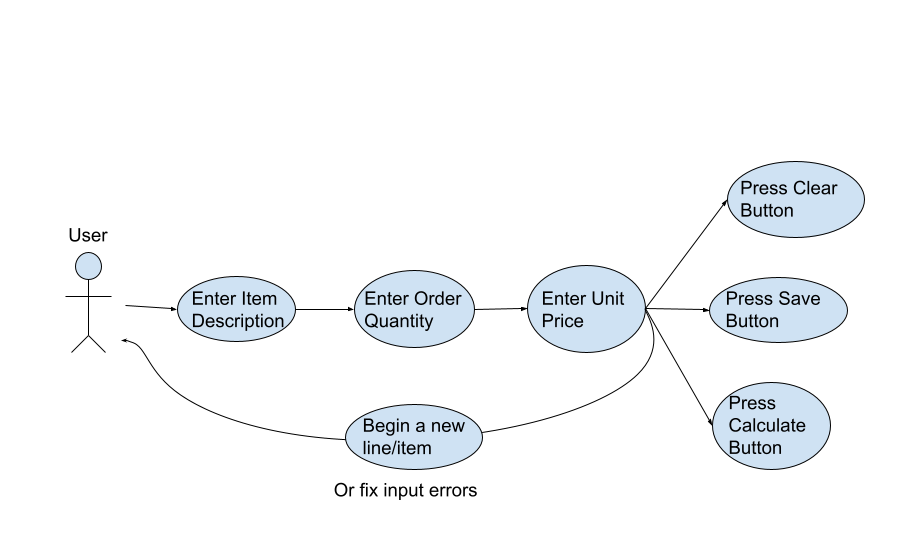 User
Enter Item
Description
Enter Order
Quantity
Enter Unit
Price
Press Clear
Button
Press Save
Button
Press
Calculate
Button
Begin a new
line/item
Or fix input errors